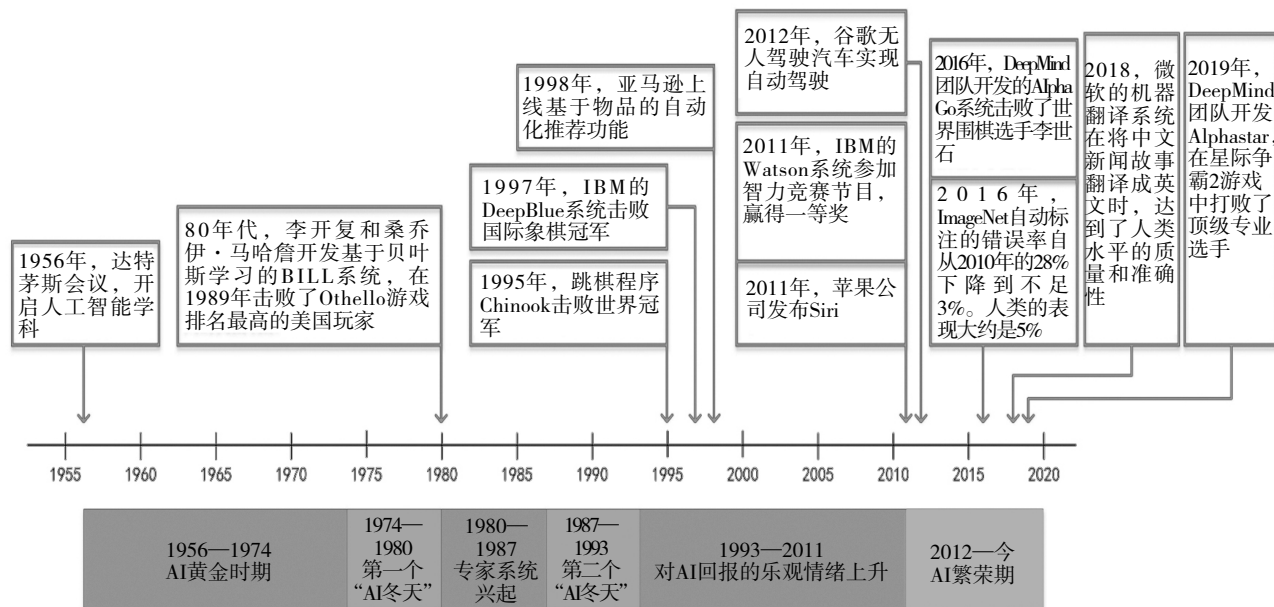 1956年，达特
茅斯会议，开
启人工智能学
科
80年代，李开复和桑乔
伊·马哈詹开发基于贝叶
斯学习的BILL系统，在
1989年击败了Othello游戏
排名最高的美国玩家
1998年，亚马逊上
线基于物品的自动
化推荐功能
1997年，IBM的
DeepBlue系统击败
国际象棋冠军
1995年，跳棋程序
Chinook击败世界冠
军
2012年，谷歌无
人驾驶汽车实现
自动驾驶
2011年，IBM的
Watson系统参加
智力竞赛节目，
赢得一等奖
2011年，苹果公
司发布Siri
2016年，DeepMind
团队开发的Alpha
Go系统击败了世
界围棋选手李世
石
2016年，
ImageNet自动标
注的错误率自
从2010年的28%
下降到不足
3%。人类的表
现大约是5%
2018，微
软的机器
翻译系统
在将中文
新闻故事
翻译成英
文时，达
到了人类
水平的质
量和准确
性
2019年，
DeepMind
团队开发
Alphastar，
在星际争
霸2游戏
中打败了
顶级专业
选手
1955 1960 1965 1970 1975 1980 1985 1990 1995 2000 2005 2010 2015 2020
1956—1974
AI黄金时期
1974—
1980
第一个
“AI冬天”
1980—
1987
专家系统
兴起
1987—
1993
第二个
“AI冬天”
1993—2011
对AI回报的乐观情绪上升
2012—今
AI繁荣期